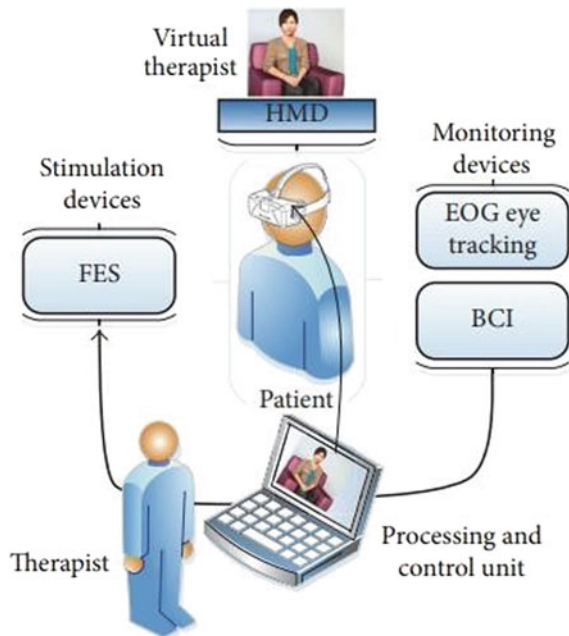 Virtual
therapist
HMD
Monitoring
devices
Stimulation
devices
EOG eye
tracking
FES
BCI
Patient
Therapist
Processing and
control unit